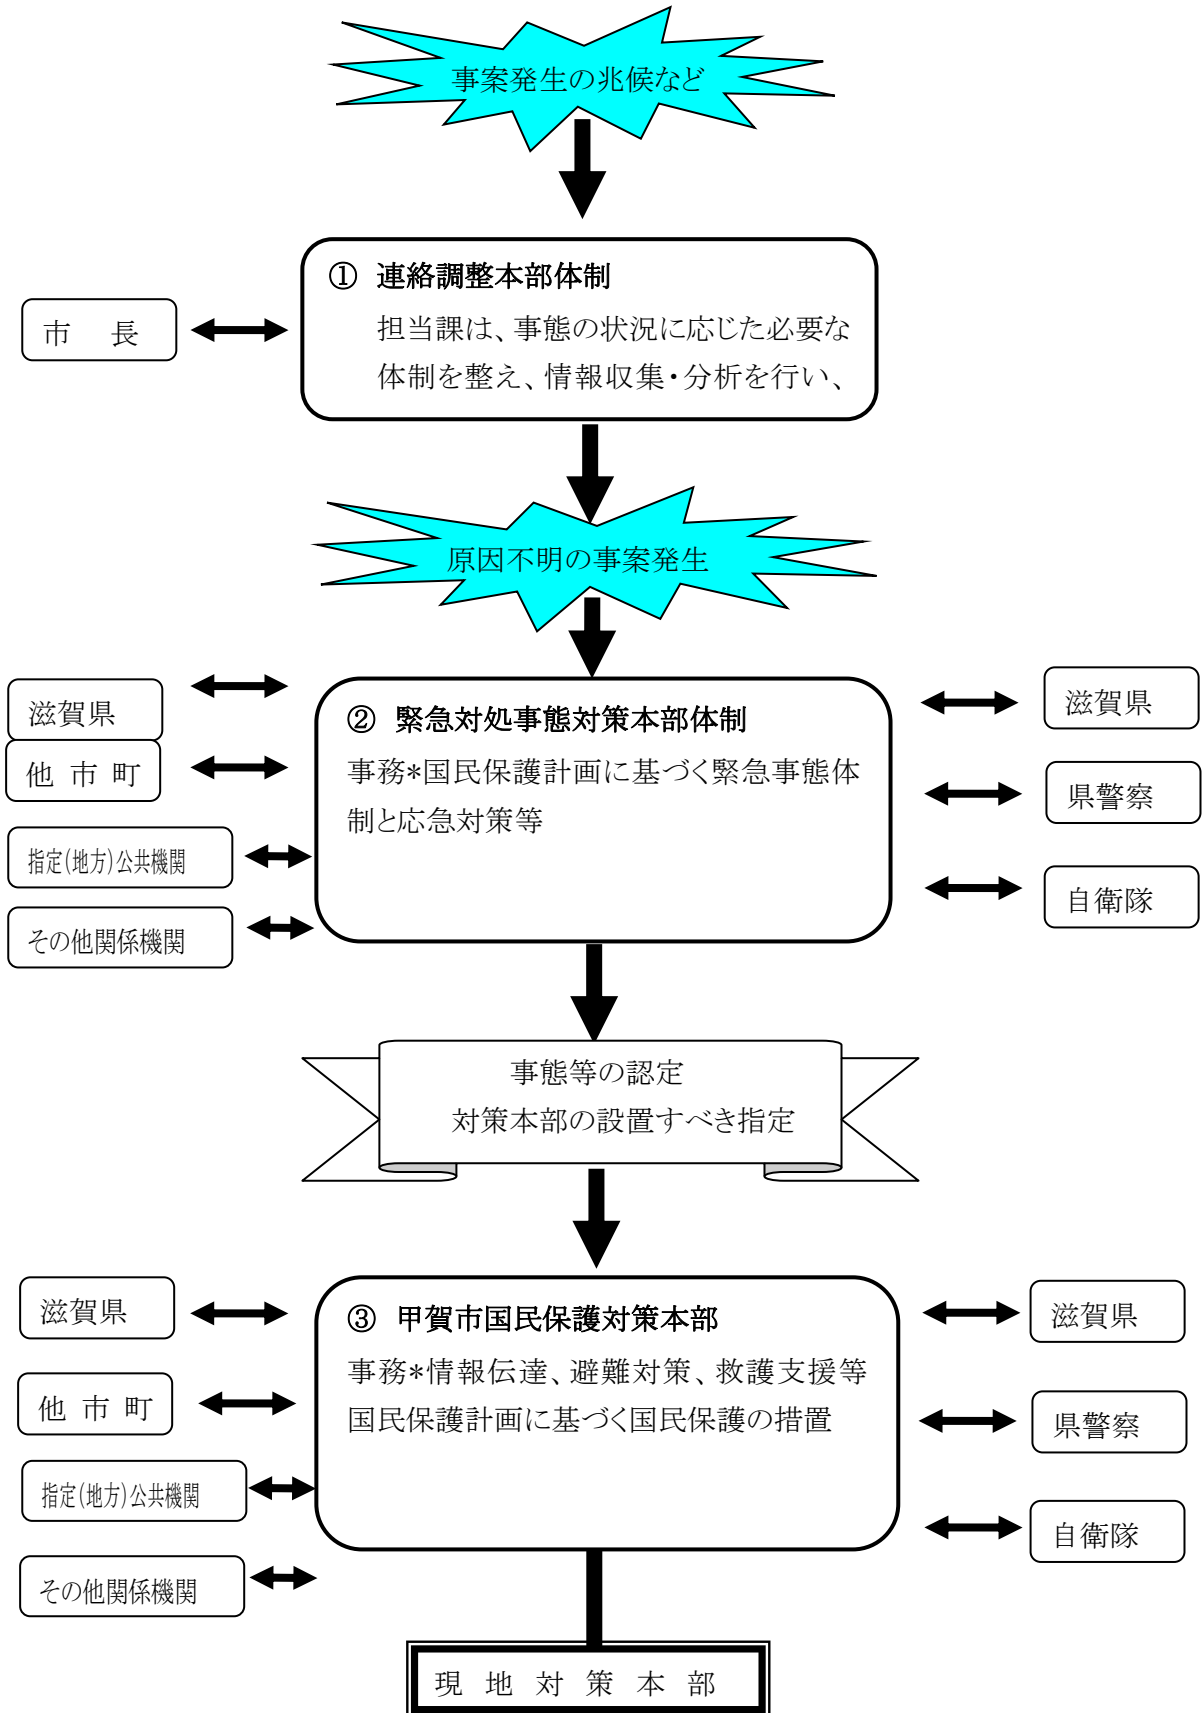 事案発生の兆候など
① 連絡調整本部体制
担当課は、事態の状況に応じた必要な
体制を整え、情報収集・分析を行い、
市 長
原因不明の事案発生
滋賀県
他 市 町
指定(地方)公共機関
その他関係機関
② 緊急対処事態対策本部体制
事務*国民保護計画に基づく緊急事態体
制と応急対策等
滋賀県
県警察
自衛隊
事態等の認定
対策本部の設置すべき指定
滋賀県
他 市 町
指定(地方)公共機関
その他関係機関
③ 甲賀市国民保護対策本部
事務*情報伝達、避難対策、救護支援等
国民保護計画に基づく国民保護の措置
滋賀県
県警察
自衛隊
現 地 対 策 本 部